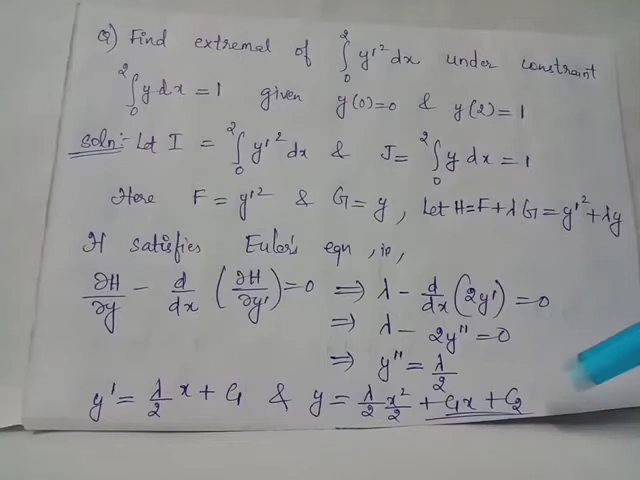 Q) Find extremal of ∫₀² y'² dx under constraint
∫₀² y dx = 1 given y(0)=0 & y(2)=1
Soln:- Let I = ∫₀² y'² dx & J = ∫₀² y dx = 1
Here F = y'² & G = y, Let H = F + λG = y'² + λy
H satisfies Euler's eqn, ie,
∂H/∂y - d/dx (∂H/∂y') = 0 ⟹ λ - d/dx (2y') = 0
⟹ λ - 2y'' = 0
⟹ y'' = λ/2
y' = λ/2 x + C₁ & y = λ/2 x²/2 + C₁x + C₂